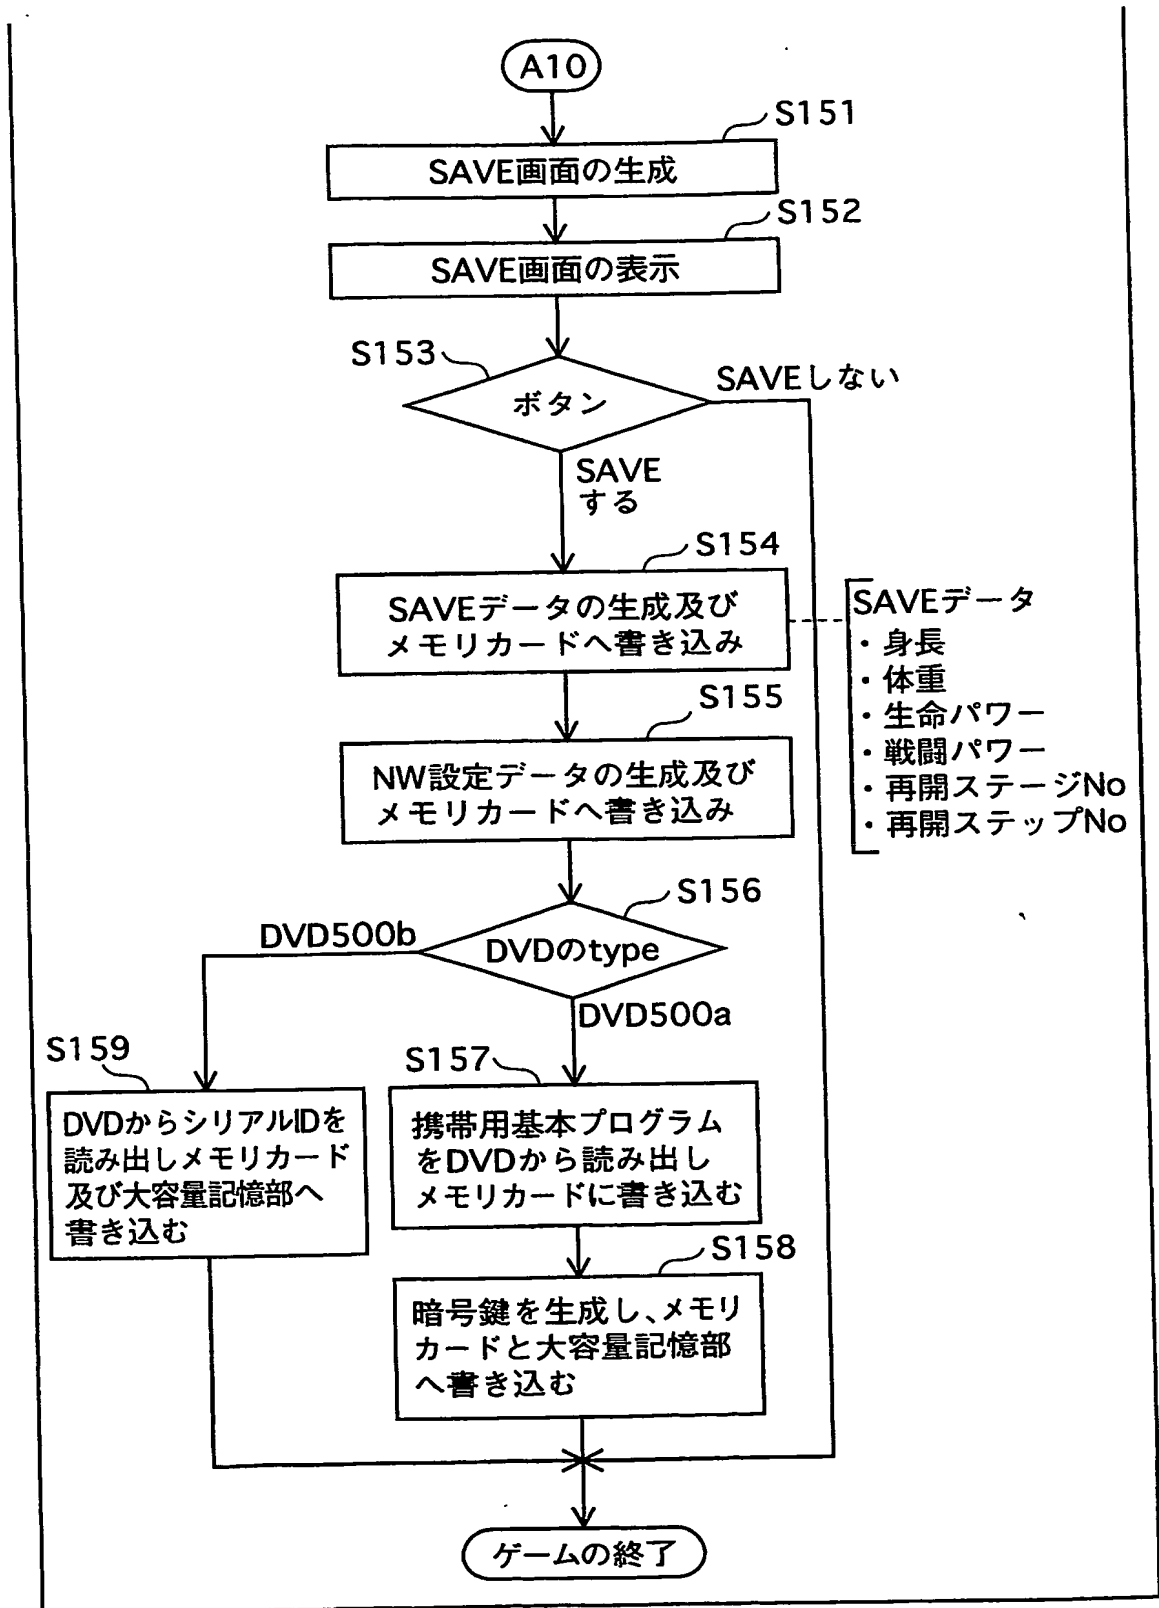 A10
S151
SAVE画面の生成
S152
SAVE画面の表示
S153
ボタン
SAVEしない
SAVE
する
S154
SAVEデータの生成及び
メモリカードへ書き込み
SAVEデータ
・身長
・体重
・生命パワー
・戦闘パワー
・再開ステージNo
・再開ステップNo
S155
NW設定データの生成及び
メモリカードへ書き込み
S156
DVDのtype
DVD500b
DVD500a
S159
DVDからシリアルIDを
読み出しメモリカード
及び大容量記憶部へ
書き込む
S157
携帯用基本プログラム
をDVDから読み出し
メモリカードに書き込む
S158
暗号鍵を生成し、メモリ
カードと大容量記憶部
へ書き込む
ゲームの終了